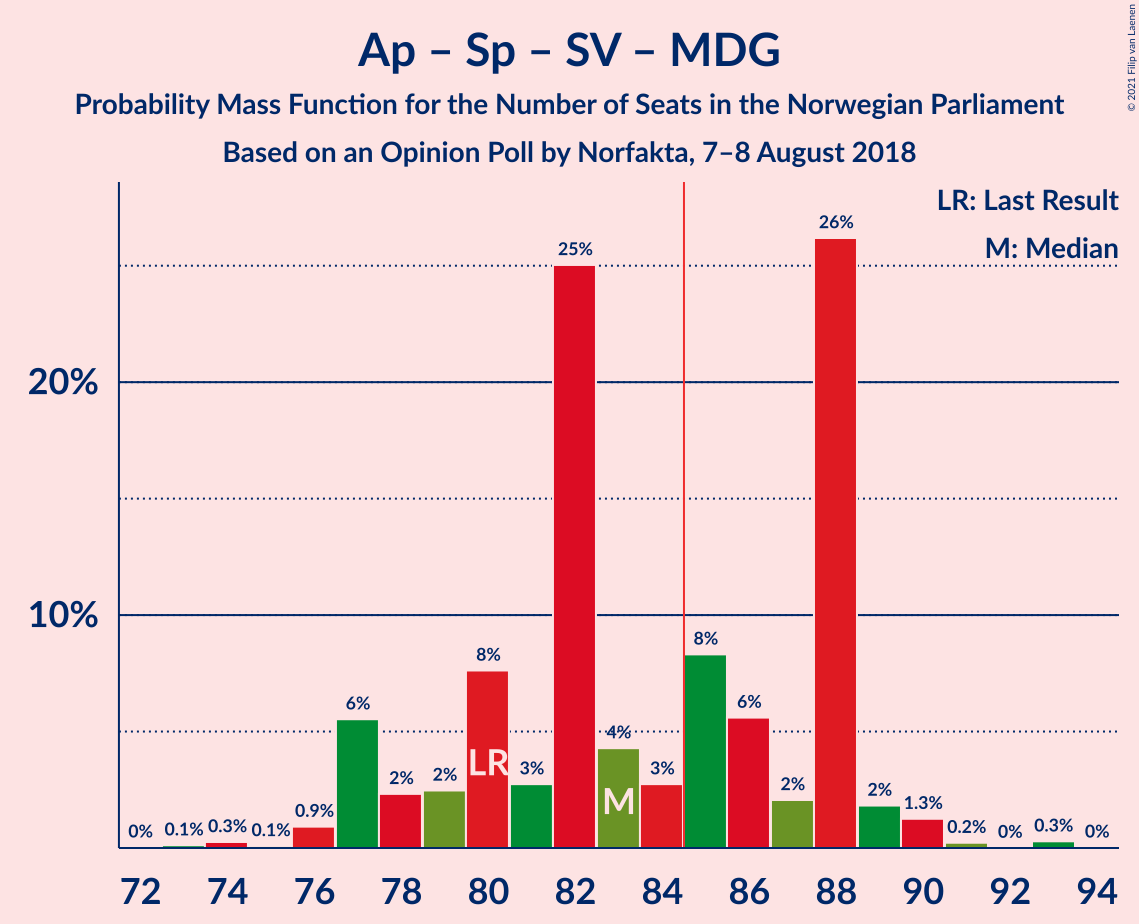 Ap – Sp – SV – MDG
Probability Mass Function for the Number of Seats in the Norwegian Parliament
Based on an Opinion Poll by Norfakta, 7–8 August 2018
© 2021 Filip van Laenen
LR: Last Result
M: Median
20%
10%
0%
0.1%
0.3%
0.1%
0.9%
6%
2%
2%
8%
3%
25%
4%
3%
8%
6%
2%
26%
2%
1.3%
0.2%
0%
0.3%
0%
LR
M
72 74 76 78 80 82 84 86 88 90 92 94